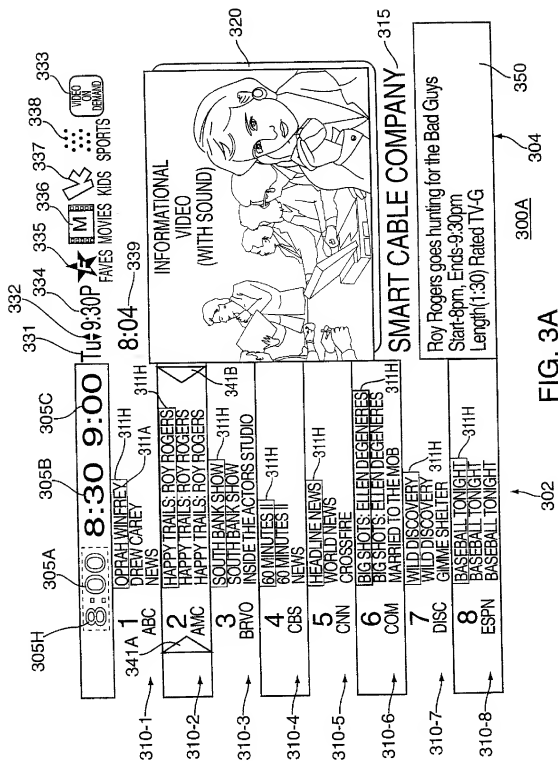 331
332
334
335
336
337
338
333
Tu 9:30P
F
FAVES
M
MOVIES
KIDS
SPORTS
VIDEO
ON
DEMAND
8:04
339
305H
305A
305B
305C
8:00 8:30 9:00
311H
311A
310-1
1
ABC
OPRAH WINFREY
DREW CAREY
NEWS
341A
310-2
2
AMC
HAPPY TRAILS: ROY ROGERS
HAPPY TRAILS: ROY ROGERS
HAPPY TRAILS: ROY ROGERS
311H
341B
310-3
3
BRVO
SOUTH BANK SHOW
SOUTH BANK SHOW
INSIDE THE ACTORS STUDIO
311H
310-4
4
CBS
60 MINUTES II
60 MINUTES II
NEWS
311H
310-5
5
CNN
HEADLINE NEWS
WORLD NEWS
CROSSFIRE
311H
310-6
6
COM
BIG SHOTS: ELLEN DEGENERES
BIG SHOTS: ELLEN DEGENERES
MARRIED TO THE MOB
311H
310-7
7
DISC
WILD DISCOVERY
WILD DISCOVERY
GIMME SHELTER
311H
310-8
8
ESPN
BASEBALL TONIGHT
BASEBALL TONIGHT
BASEBALL TONIGHT
311H
302
INFORMATIONAL
VIDEO
(WITH SOUND)
320
SMART CABLE COMPANY
315
Roy Rogers goes hunting for the Bad Guys
Start-8pm, Ends-9:30pm
Length(1:30) Rated TV-G
350
304
300A
FIG. 3A